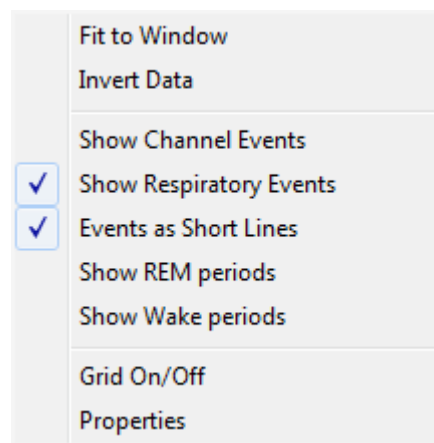 Fit to Window
Invert Data
Show Channel Events
Show Respiratory Events
Events as Short Lines
Show REM periods
Show Wake periods
Grid On/Off
Properties